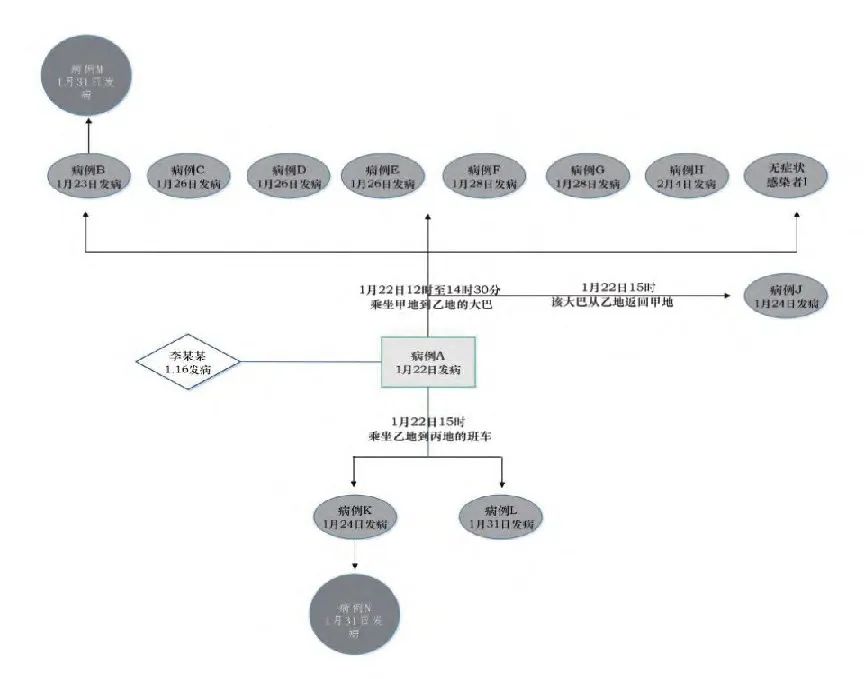 病例M
1月31日发
病
病例B
1月23日发病
病例C
1月26日发病
病例D
1月26日发病
病例E
1月26日发病
病例F
1月28日发病
病例G
1月28日发病
病例H
2月4日发病
无症状
感染者I
1月22日12时至14时30分
乘坐甲地到乙地的大巴
1月22日15时
该大巴从乙地返回甲地
病例J
1月24日发病
李某某
1.16发病
病例A
1月22日发病
1月22日15时
乘坐乙地到丙地的班车
病例K
1月24日发病
病例L
1月31日发病
病例N
1月31日发
病